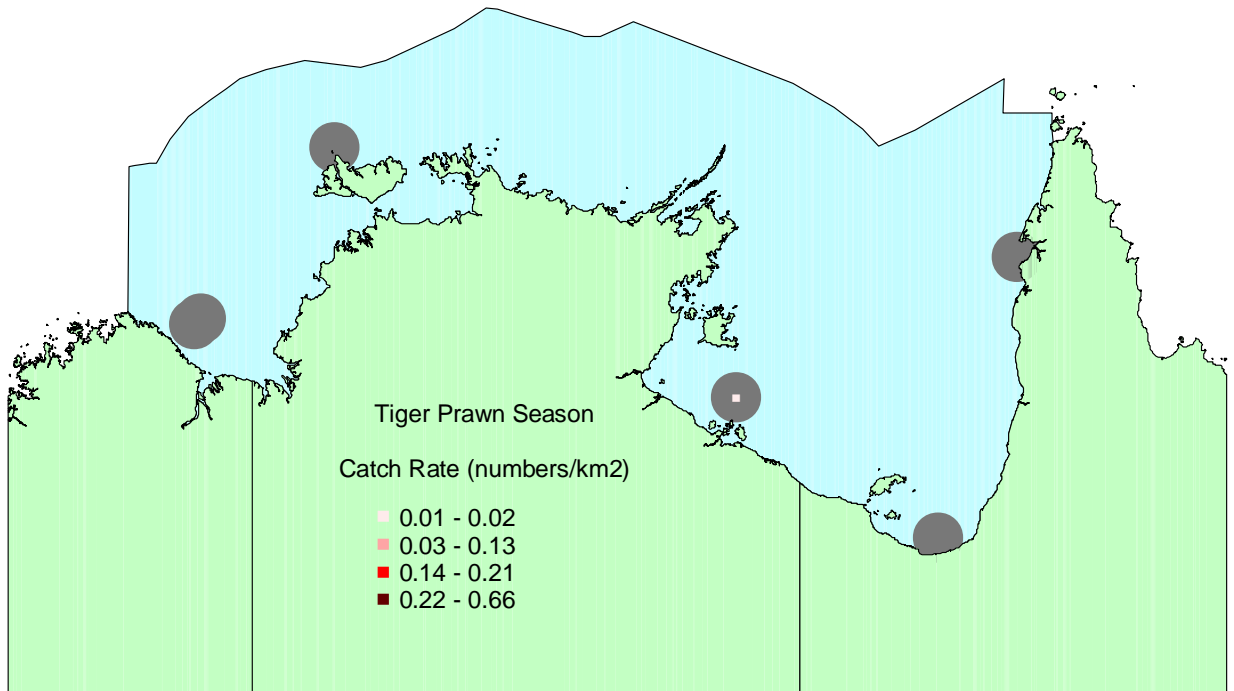 Tiger Prawn Season
Catch Rate (numbers/km2)
0.01 - 0.02
0.03 - 0.13
0.14 - 0.21
0.22 - 0.66